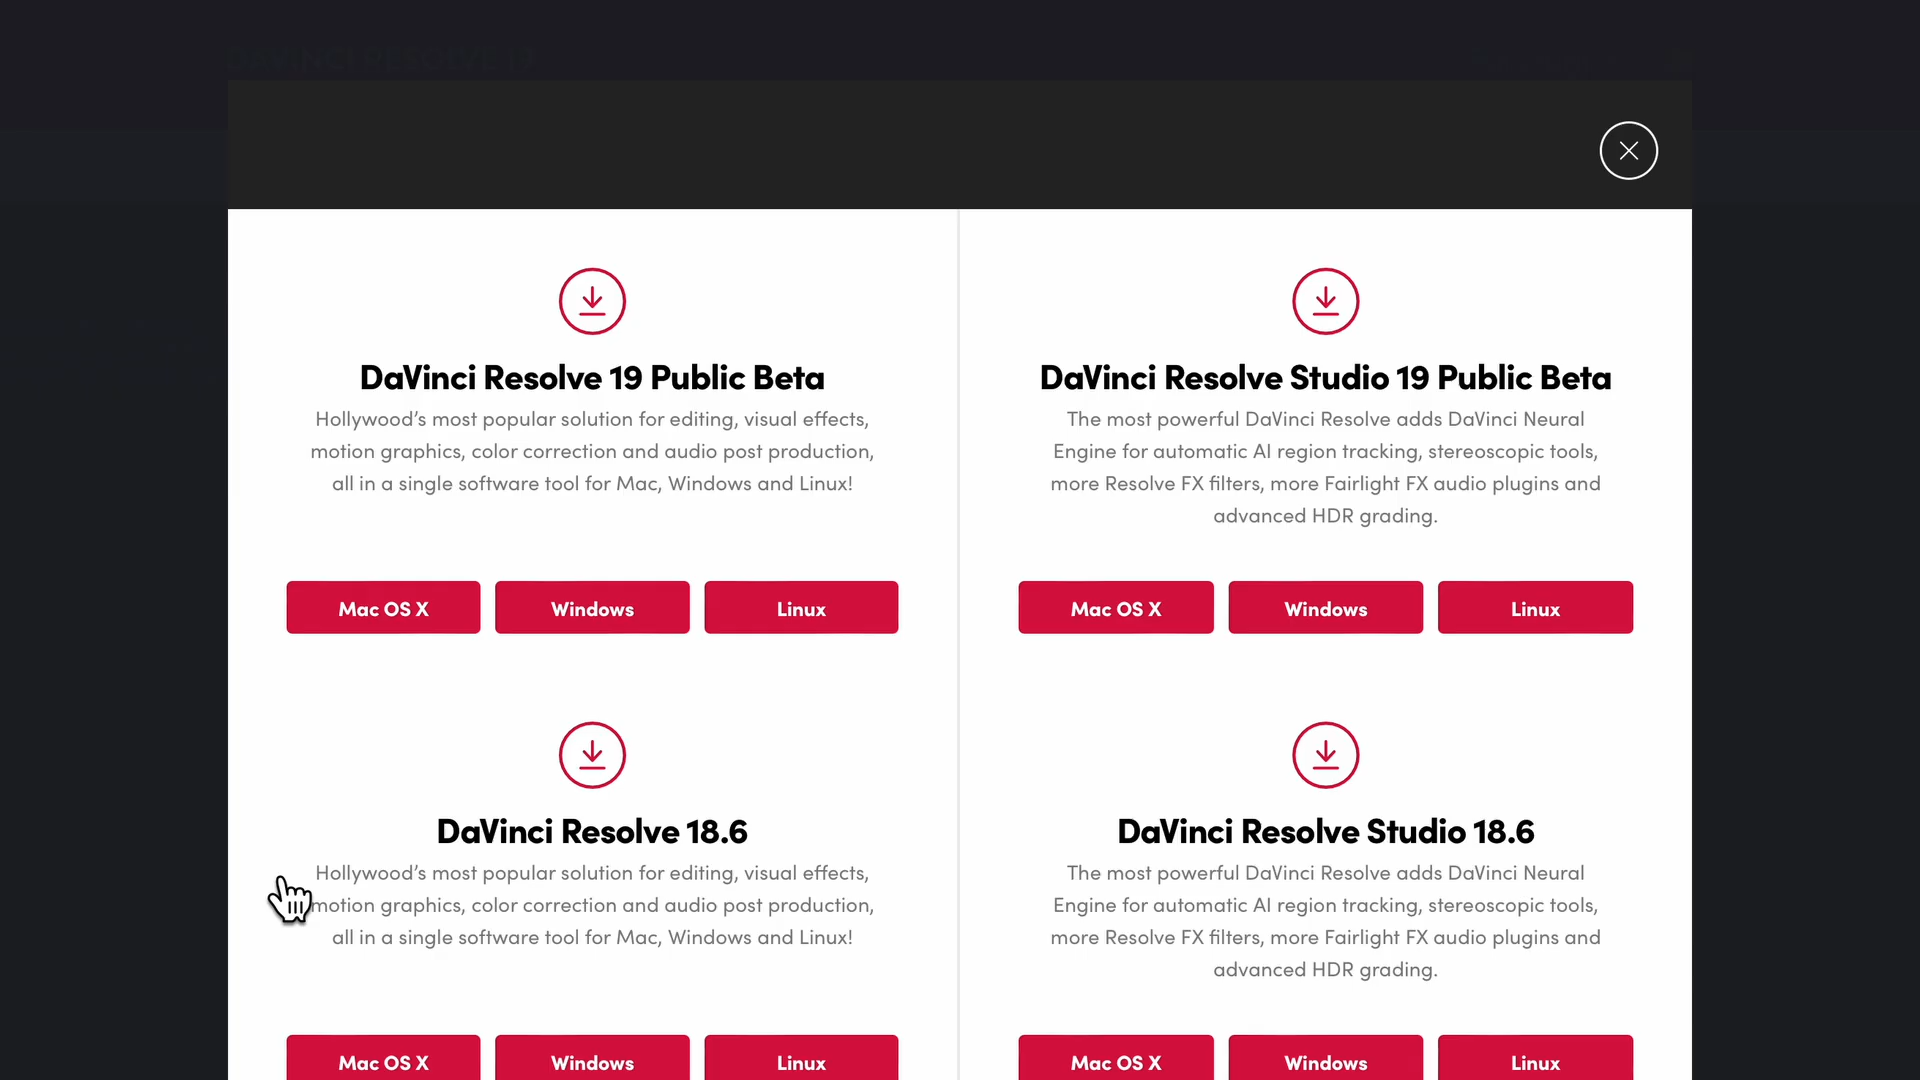 DAVINCI RESOLVE 19
DaVinci Resolve 19 Public Beta
Hollywood’s most popular solution for editing, visual effects,
motion graphics, color correction and audio post production,
all in a single software tool for Mac, Windows and Linux!
Mac OS X
Windows
Linux
DaVinci Resolve Studio 19 Public Beta
The most powerful DaVinci Resolve adds DaVinci Neural
Engine for automatic AI region tracking, stereoscopic tools,
more Resolve FX filters, more Fairlight FX audio plugins and
advanced HDR grading.
Mac OS X
Windows
Linux
DaVinci Resolve 18.6
Hollywood’s most popular solution for editing, visual effects,
motion graphics, color correction and audio post production,
all in a single software tool for Mac, Windows and Linux!
Mac OS X
Windows
Linux
DaVinci Resolve Studio 18.6
The most powerful DaVinci Resolve adds DaVinci Neural
Engine for automatic AI region tracking, stereoscopic tools,
more Resolve FX filters, more Fairlight FX audio plugins and
advanced HDR grading.
Mac OS X
Windows
Linux